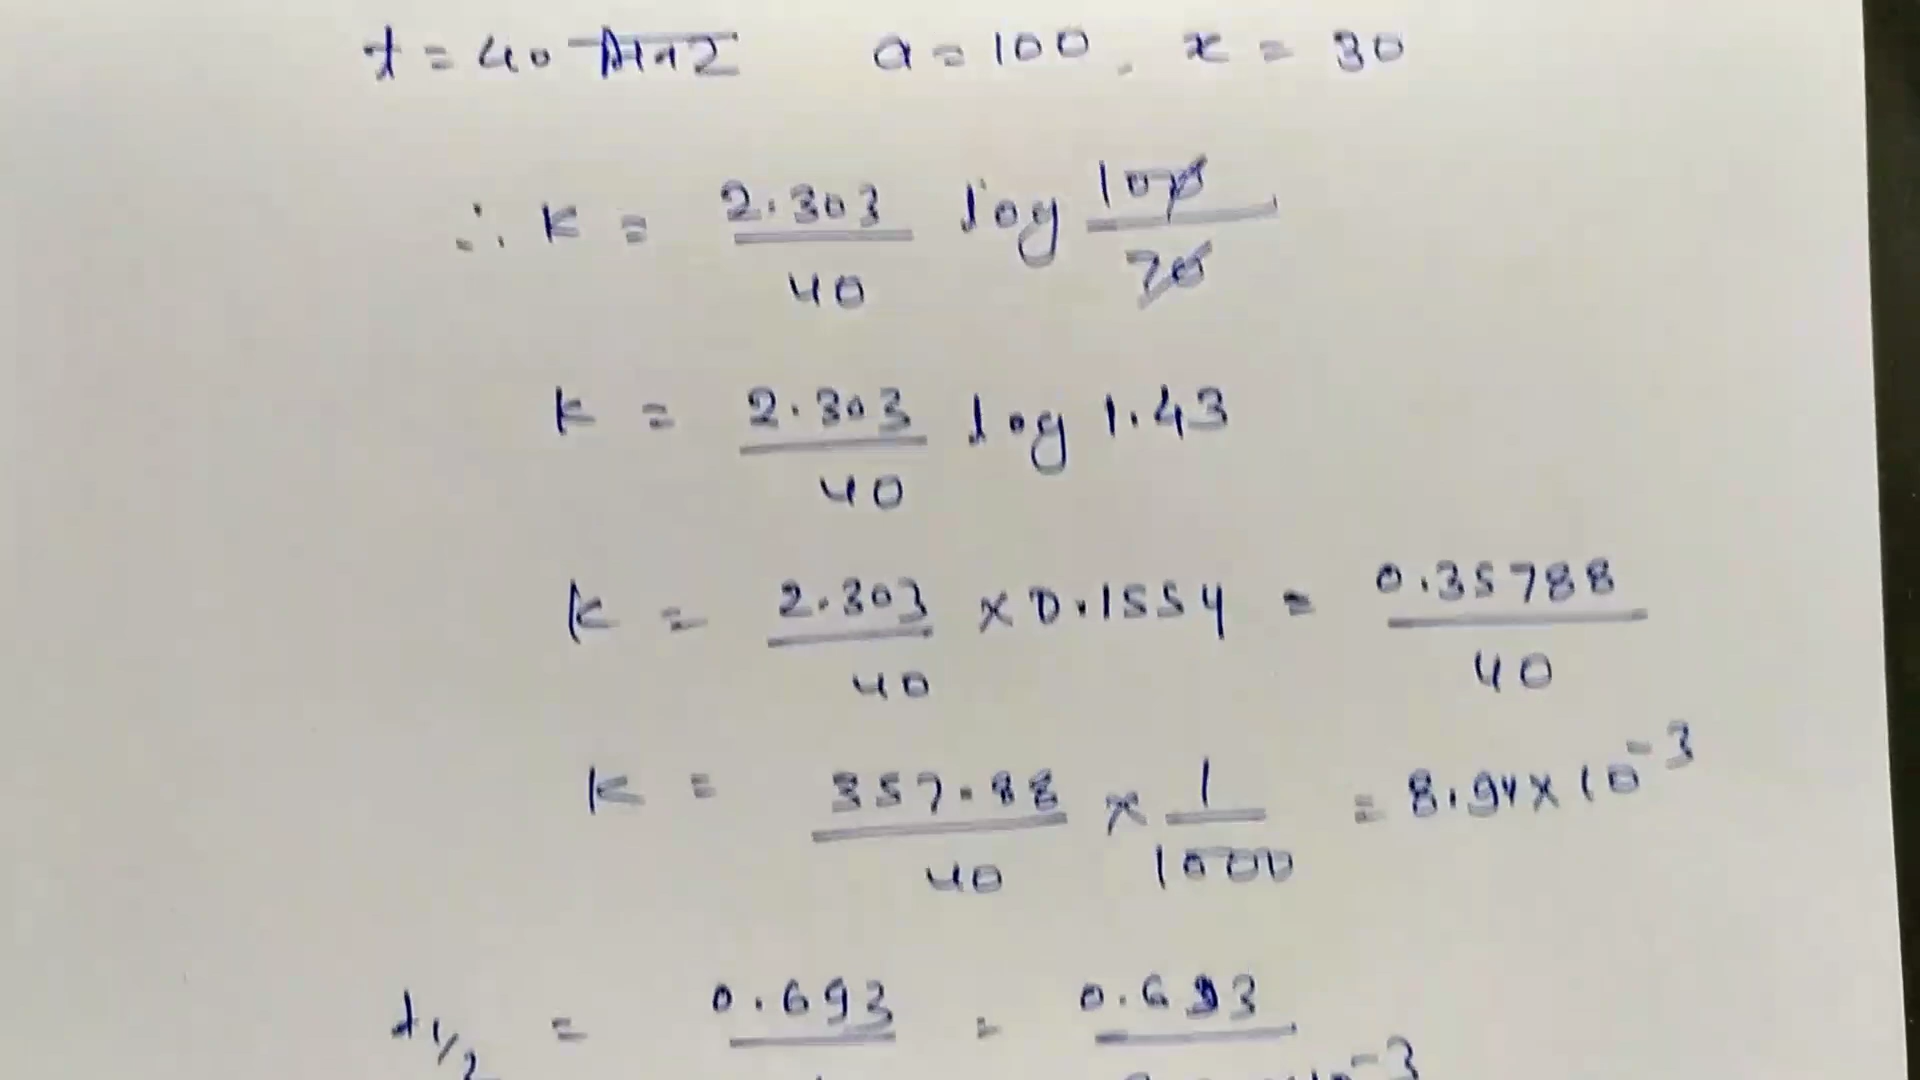 t = 40 a = 100, x = 30
∴ K = 2.303/40 log 100/70
K = 2.303/40 log 1.43
K = 2.303/40 × 0.1554 = 0.35788/40
K = 357.88/40 × 1/1000 = 8.94 × 10^-3
t1/2 = 0.693 = 0.693
-3